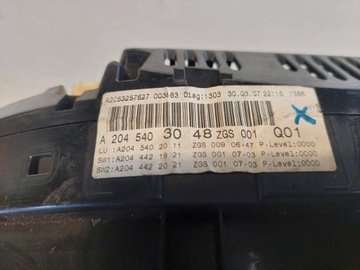 A2C53257627 003463 Diag:1303 30.03.07 22:15 1366
A 204 540 30 48 ZGS 001 Q01
LU :A204 540 20 11 ZGS 009 06-47 P-Level:0000
SW1:A204 442 19 21 ZGS 001 07-03 P-Level:0000
SW2:A204 442 20 21 ZGS 001 07-03 P-Level:0000